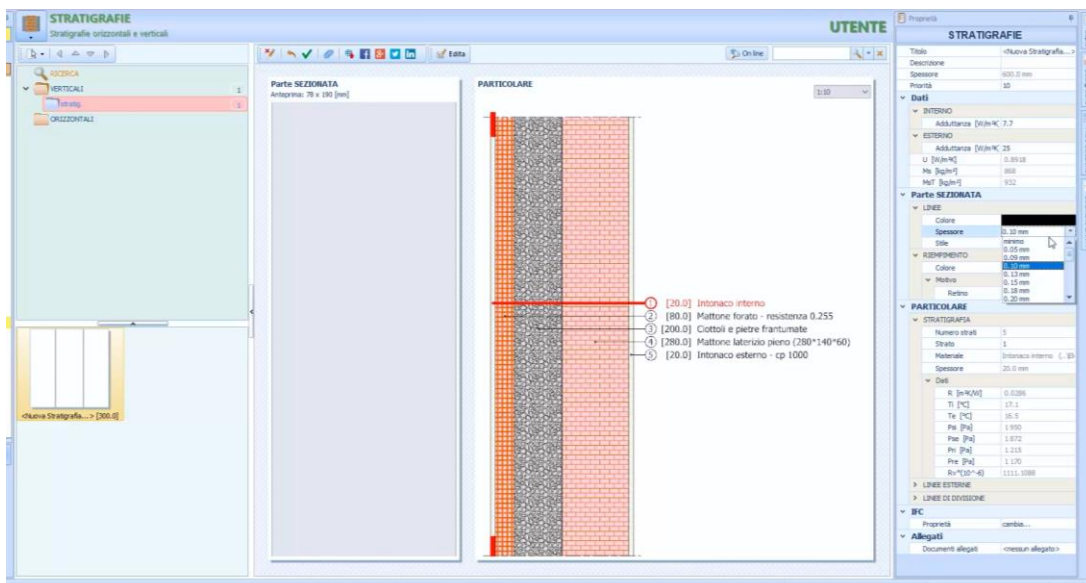 STRATIGRAFIE
Stratigrafie orizzontali e verticali
UTENTE
Edita
On line
RICERCA
VERTICALI 1
stratig. 1
ORIZZONTALI
<Nuova Stratigrafia...> [300.0]
Parte SEZIONATA
Anteprima: 78 x 190 [mm]
PARTICOLARE
1:10
1 [20.0] Intonaco interno
2 [80.0] Mattone forato - resistenza 0.255
3 [200.0] Ciottoli e pietre frantumate
4 [280.0] Mattone laterizio pieno (280*140*60)
5 [20.0] Intonaco esterno - cp 1000
Proprietà
STRATIGRAFIE
Titolo <Nuova Stratigrafia...>
Descrizione
Spessore 600.0 mm
Priorità 10
Dati
INTERNO
Adduttanza [W/m²K] 7.7
ESTERNO
Adduttanza [W/m²K] 25
U [W/m²K] 0.8918
Ms [kg/m²] 868
MsT [kg/m²] 932
Parte SEZIONATA
LINEE
Colore
Spessore 0.10 mm
Stile
minimo
0.05 mm
0.09 mm
0.10 mm
0.13 mm
0.15 mm
0.18 mm
0.20 mm
RIEMPIMENTO
Colore
Motivo
Retino
PARTICOLARE
STRATIGRAFIA
Numero strati 5
Strato 1
Materiale Intonaco interno
Spessore 20.0 mm
Dati
R [m²K/W] 0.0286
Ti [°C] 17.1
Te [°C] 16.5
Psi [Pa] 1 950
Pse [Pa] 1 872
Pri [Pa] 1 215
Pre [Pa] 1 170
Rv*(10^-6) 1111.1088
LINEE ESTERNE
LINEE DI DIVISIONE
IFC
Proprietà cambia...
Allegati
Documenti allegati <nessun allegato>